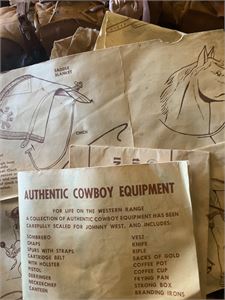 SADDLE
BLANKET
CINCH
AUTHENTIC COWBOY EQUIPMENT
FOR LIFE ON THE WESTERN RANGE
A COLLECTION OF AUTHENTIC COWBOY EQUIPMENT HAS BEEN
CAREFULLY SCALED FOR JOHNNY WEST, AND INCLUDES:
SOMBRERO
CHAPS
SPURS WITH STRAPS
CARTRIDGE BELT
WITH HOLSTER
PISTOL
DERRINGER
NECKERCHIEF
CANTEEN
VEST
KNIFE
RIFLE
SACKS OF GOLD
COFFEE POT
COFFEE CUP
FRYING PAN
STRONG BOX
BRANDING IRONS